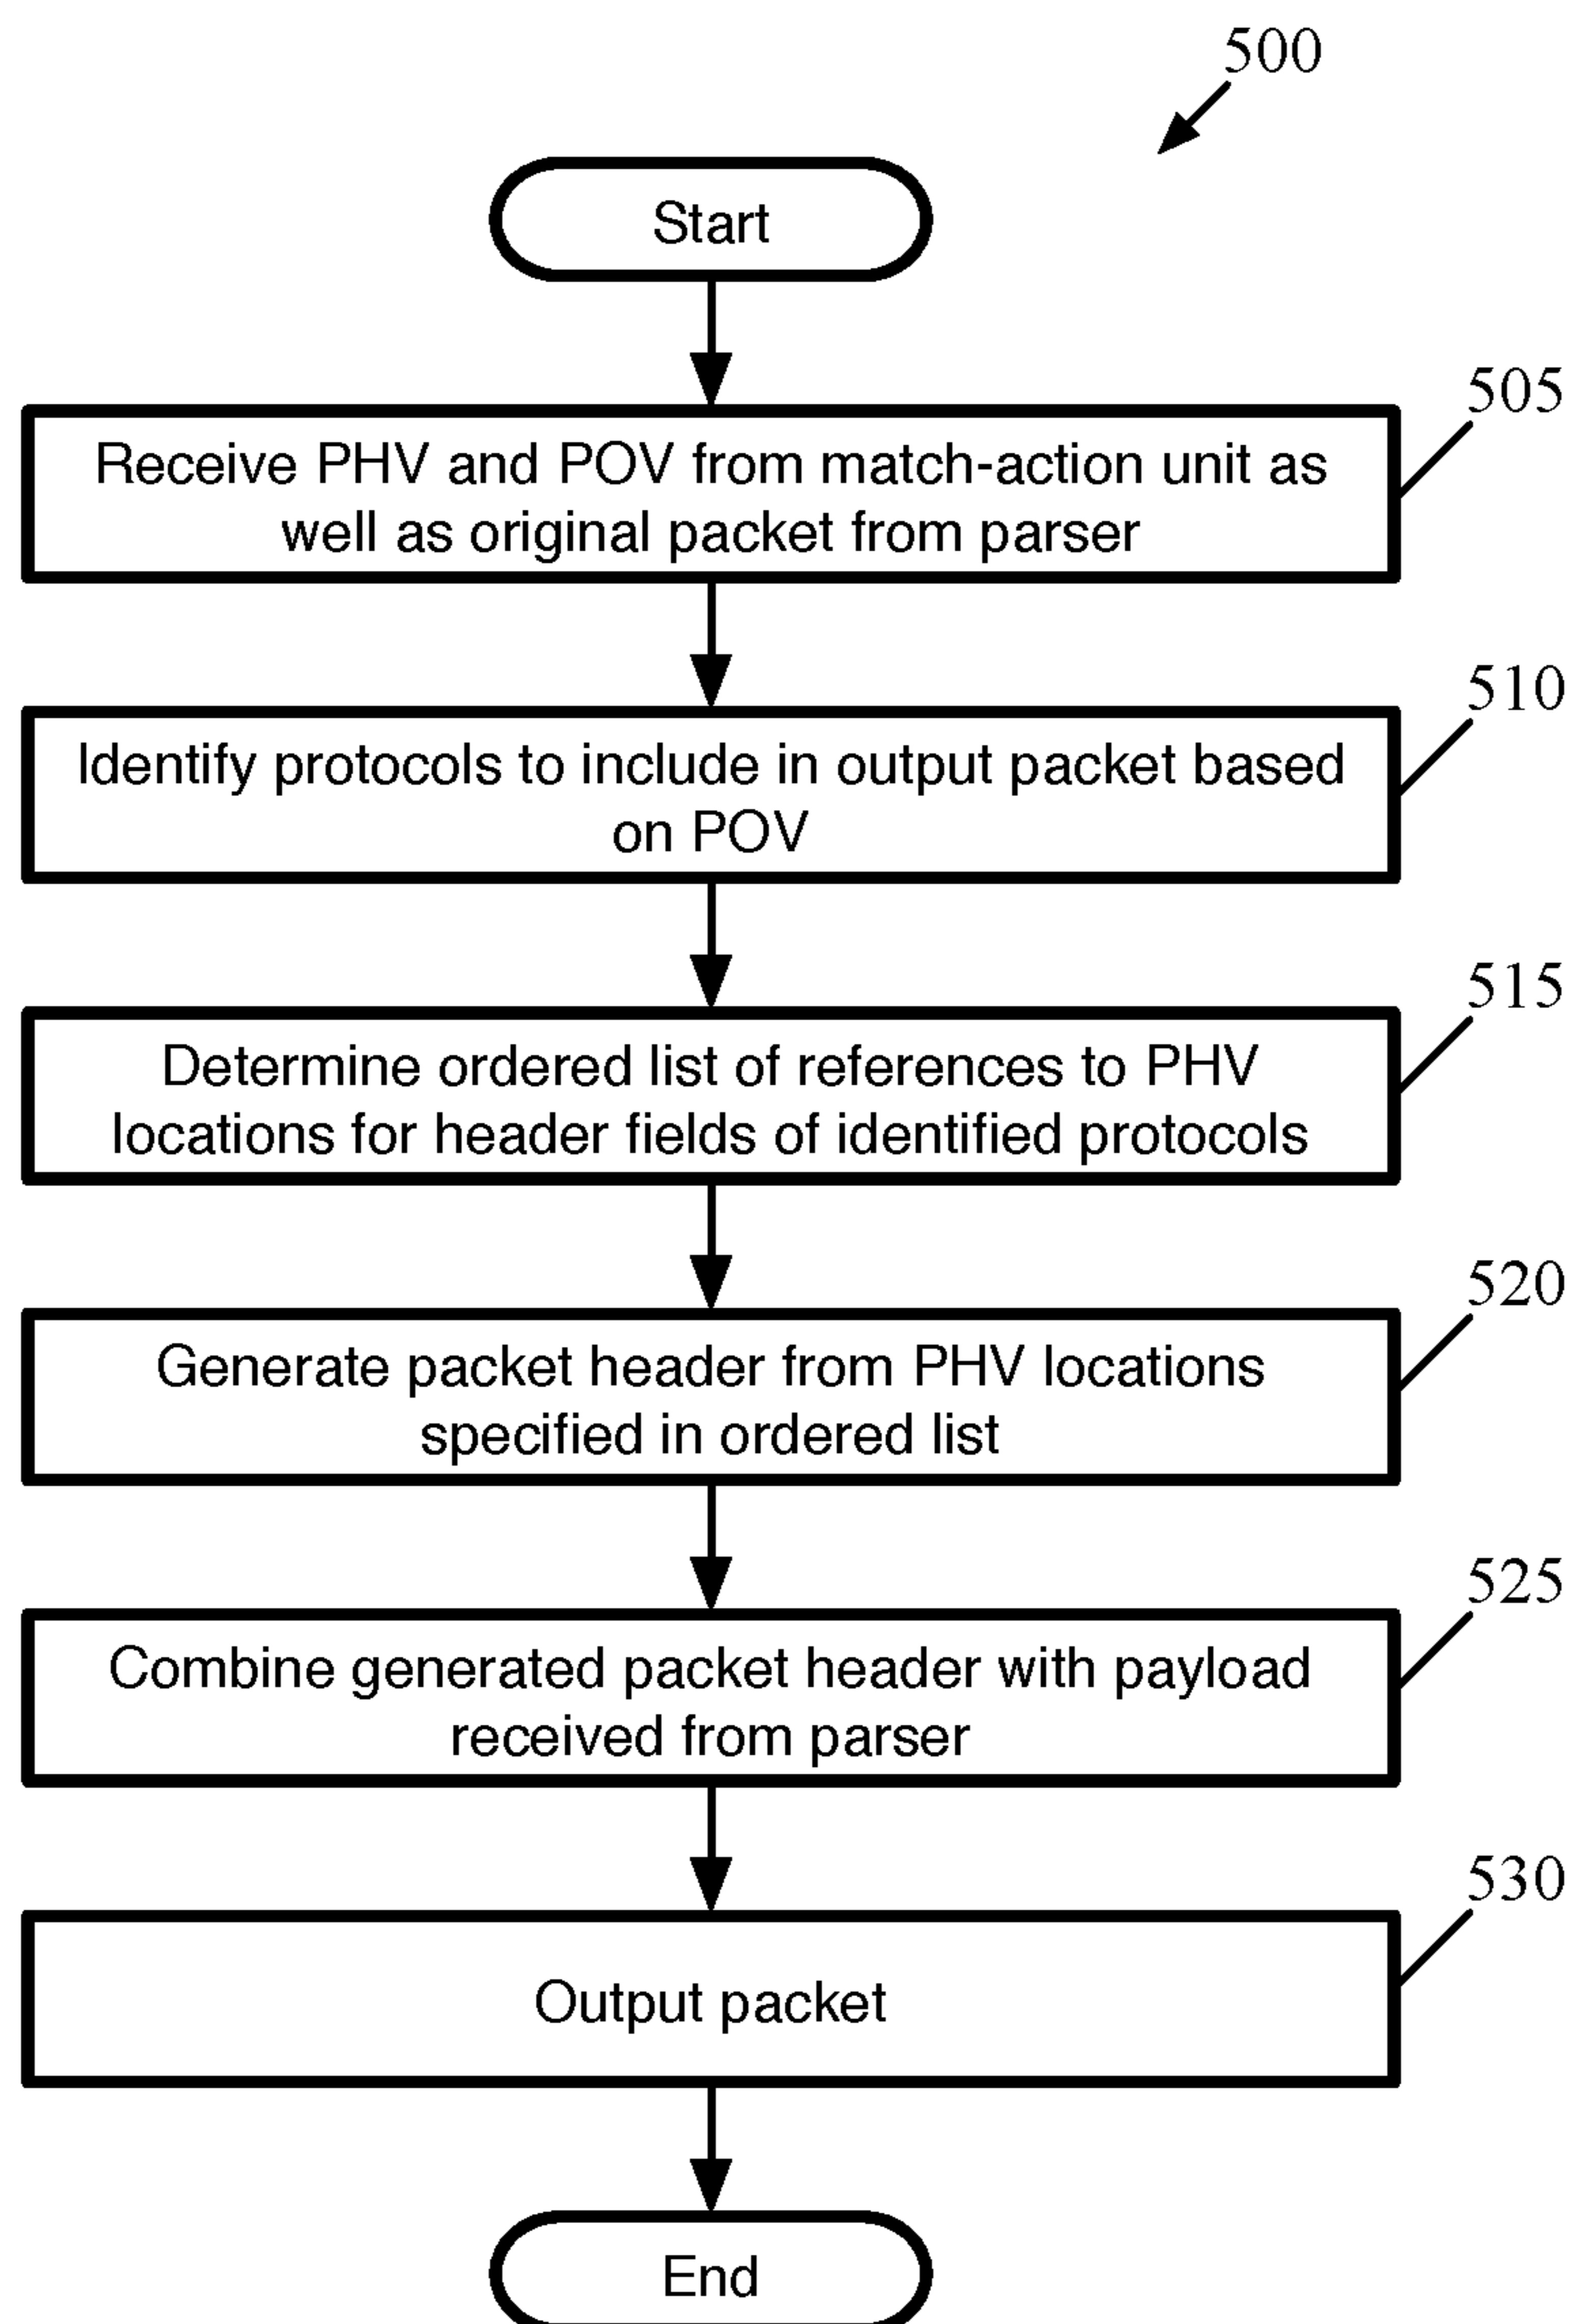 500
Start
505
Receive PHV and POV from match-action unit as
well as original packet from parser
510
Identify protocols to include in output packet based
on POV
515
Determine ordered list of references to PHV
locations for header fields of identified protocols
520
Generate packet header from PHV locations
specified in ordered list
525
Combine generated packet header with payload
received from parser
530
Output packet
End